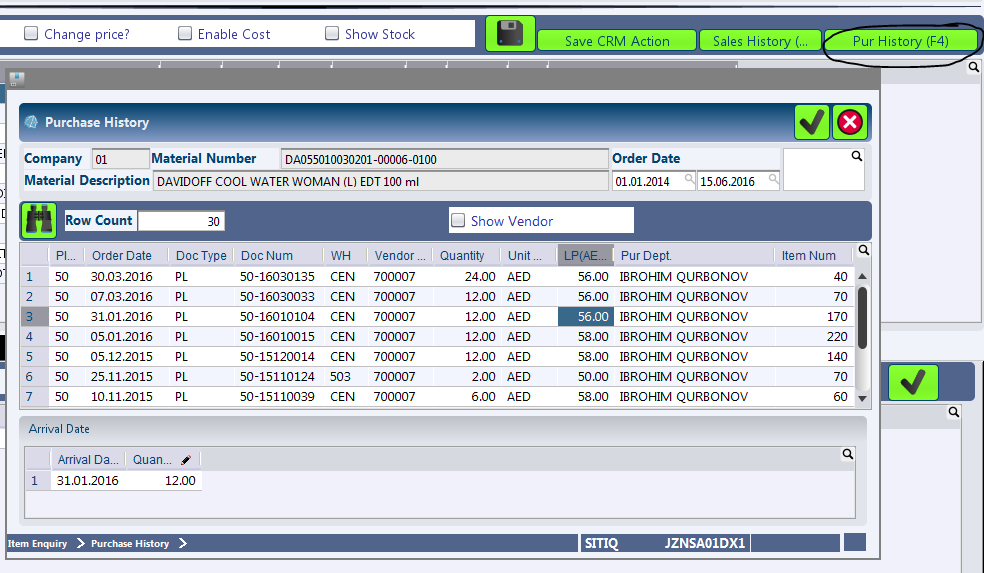 Change price? Enable Cost Show Stock Save CRM Action Sales History (... Pur History (F4)
Purchase History
Company 01 Material Number DA055010030201-00006-0100 Order Date
Material Description DAVIDOFF COOL WATER WOMAN (L) EDT 100 ml 01.01.2014 15.06.2016
Row Count 30 Show Vendor
Pl... Order Date Doc Type Doc Num WH Vendor ... Quantity Unit ... LP(AE... Pur Dept. Item Num
1 50 30.03.2016 PL 50-16030135 CEN 700007 24.00 AED 56.00 IBROHIM QURBONOV 40
2 50 07.03.2016 PL 50-16030033 CEN 700007 12.00 AED 56.00 IBROHIM QURBONOV 70
3 50 31.01.2016 PL 50-16010104 CEN 700007 12.00 AED 56.00 IBROHIM QURBONOV 170
4 50 05.01.2016 PL 50-16010015 CEN 700007 12.00 AED 58.00 IBROHIM QURBONOV 220
5 50 05.12.2015 PL 50-15120014 CEN 700007 12.00 AED 58.00 IBROHIM QURBONOV 140
6 50 25.11.2015 PL 50-15110124 503 700007 2.00 AED 50.00 IBROHIM QURBONOV 70
7 50 10.11.2015 PL 50-15110039 CEN 700007 6.00 AED 58.00 IBROHIM QURBONOV 60
Arrival Date
Arrival Da... Quan...
1 31.01.2016 12.00
Item Enquiry Purchase History SITIQ JZNSA01DX1